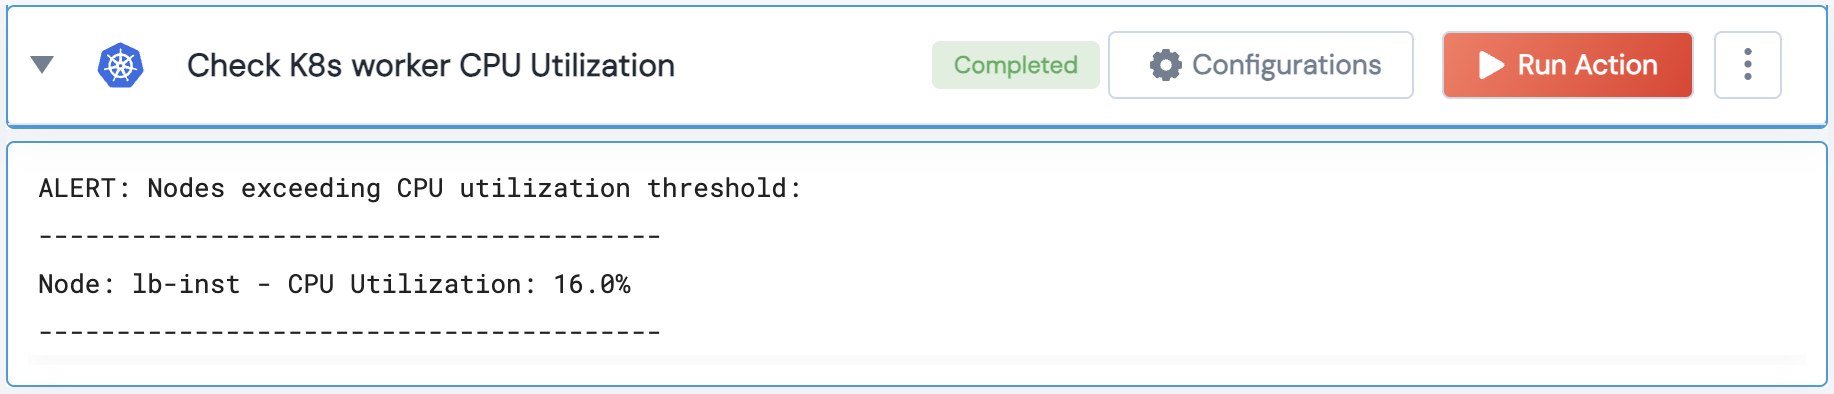 Check K8s worker CPU Utilization
Completed
Configurations
Run Action
ALERT: Nodes exceeding CPU utilization threshold:
----------------------------------------
Node: lb-inst - CPU Utilization: 16.0%
----------------------------------------